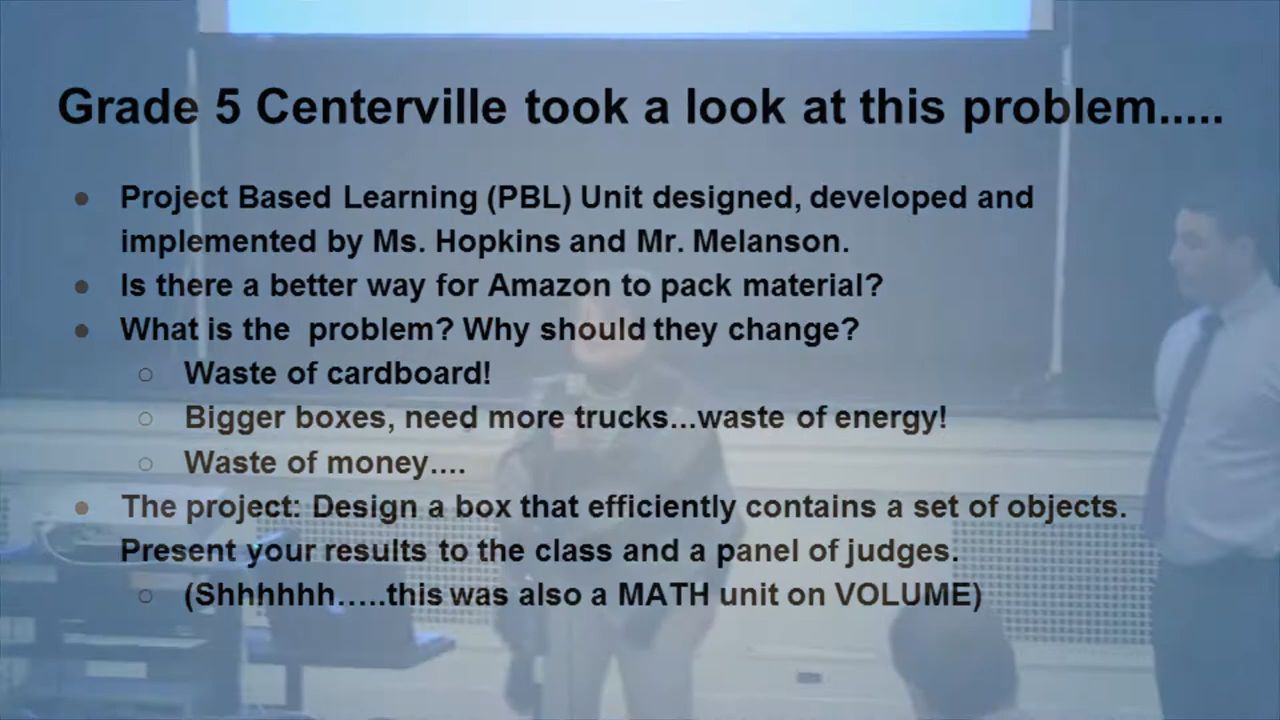 Grade 5 Centerville took a look at this problem.....
● Project Based Learning (PBL) Unit designed, developed and
implemented by Ms. Hopkins and Mr. Melanson.
● Is there a better way for Amazon to pack material?
● What is the  problem? Why should they change?
○ Waste of cardboard!
○ Bigger boxes, need more trucks...waste of energy!
○ Waste of money....
● The project: Design a box that efficiently contains a set of objects.
Present your results to the class and a panel of judges.
○ (Shhhhhh.....this was also a MATH unit on VOLUME)